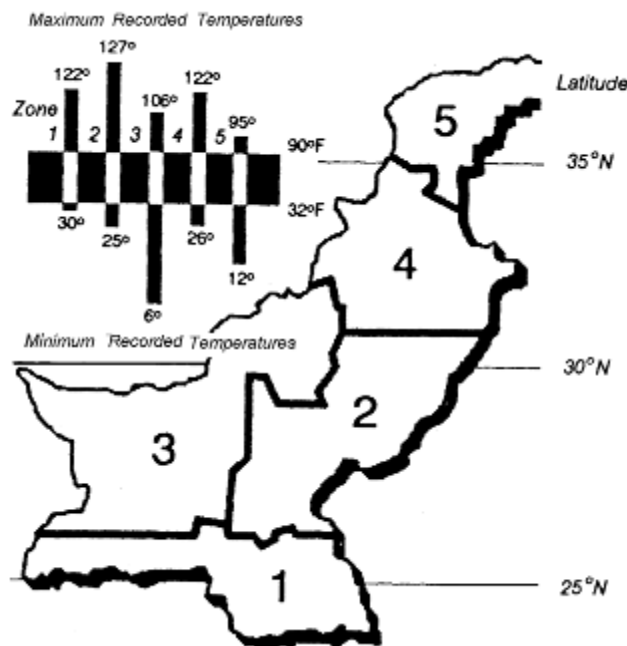 Maximum Recorded Temperatures
127º
122º 122º
106º
95º
Zone
1 2 3 4 5
90ºF
32ºF
30º 25º 26º
12º
6º
Minimum Recorded Temperatures
Latitude
5
35ºN
4
30ºN
2
3
1
25ºN